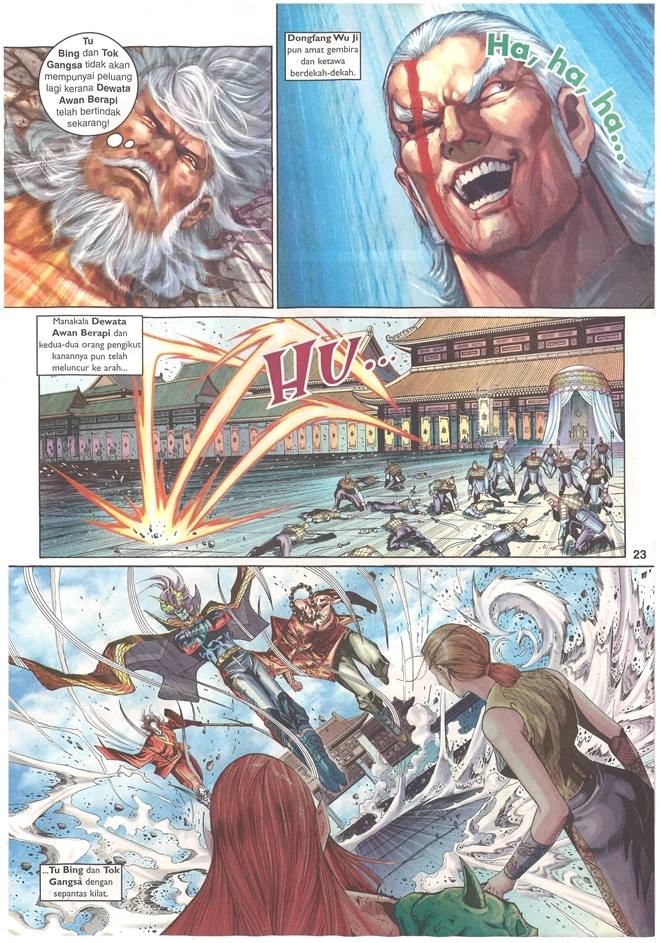 Tu
Bing dan Tok
Gangsa tidak akan
mempunyai peluang
lagi kerana Dewata
Awan Berapi
telah bertindak
sekarang!
Dongfang Wu Ji
pun amat gembira
dan ketawa
berdekah-dekah.
Ha, ha, ha...
Manakala Dewata
Awan Berapi dan
kedua-dua orang pengikut
kanannya pun telah
meluncur ke arah...
HU...
23
...Tu Bing dan Tok
Gangsa dengan
sepantas kilat.